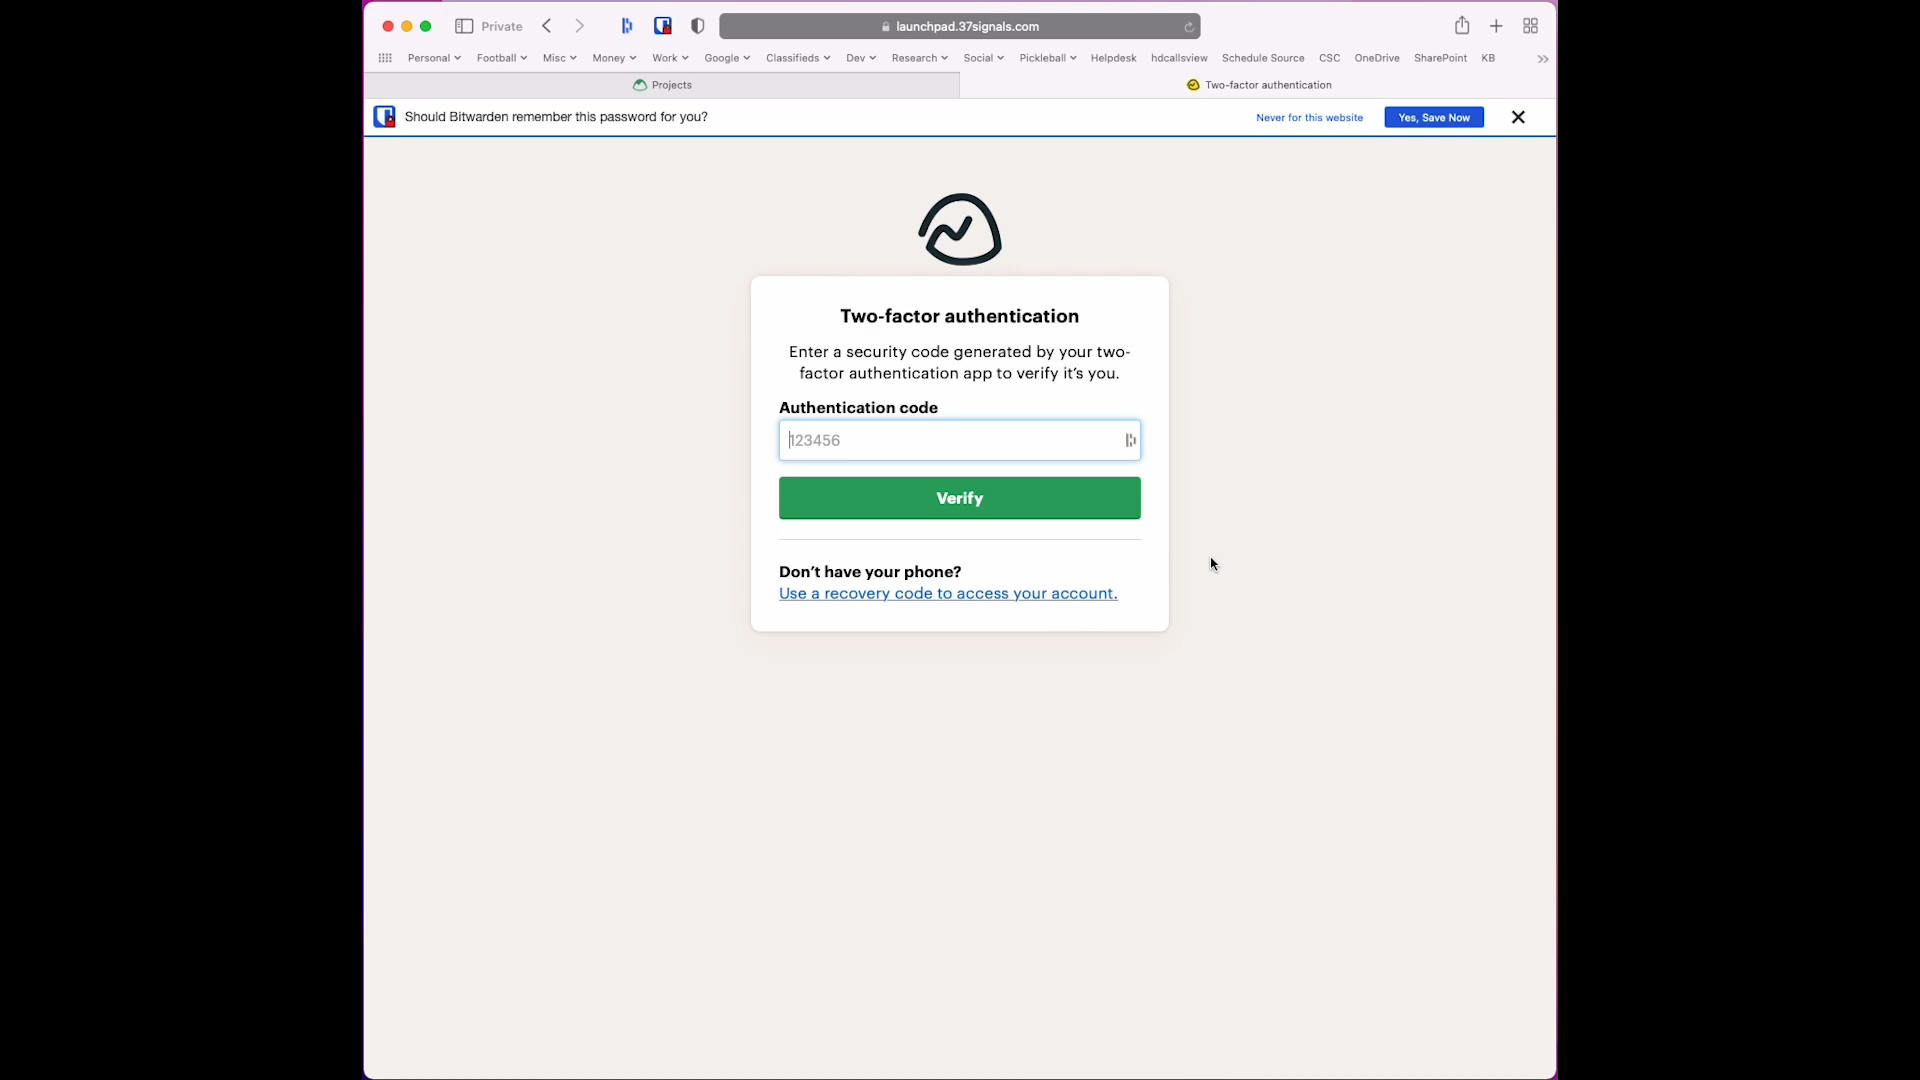 Private
launchpad.37signals.com
Personal Football Misc Money Work Google Classifieds Dev Research Social Pickleball Helpdesk hdcallsview Schedule Source CSC OneDrive SharePoint KB
Projects
Two-factor authentication
Should Bitwarden remember this password for you?
Never for this website
Yes, Save Now
Two-factor authentication
Enter a security code generated by your two-
factor authentication app to verify it's you.
Authentication code
123456
Verify
Don't have your phone?
Use a recovery code to access your account.